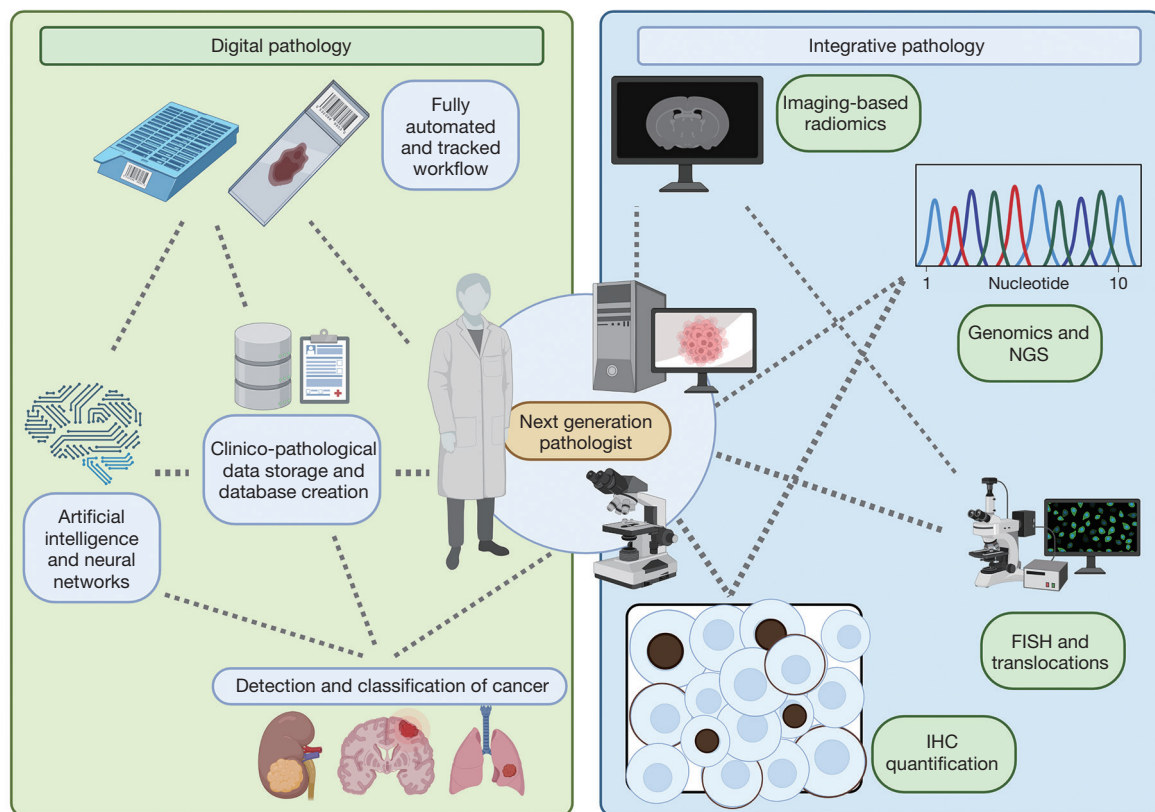 Digital pathology
Fully
automated
and tracked
workflow
Clinico-pathological
data storage and
database creation
Artificial
intelligence
and neural
networks
Detection and classification of cancer
Next generation
pathologist
Integrative pathology
Imaging-based
radiomics
1 Nucleotide 10
Genomics and
NGS
FISH and
translocations
IHC
quantification